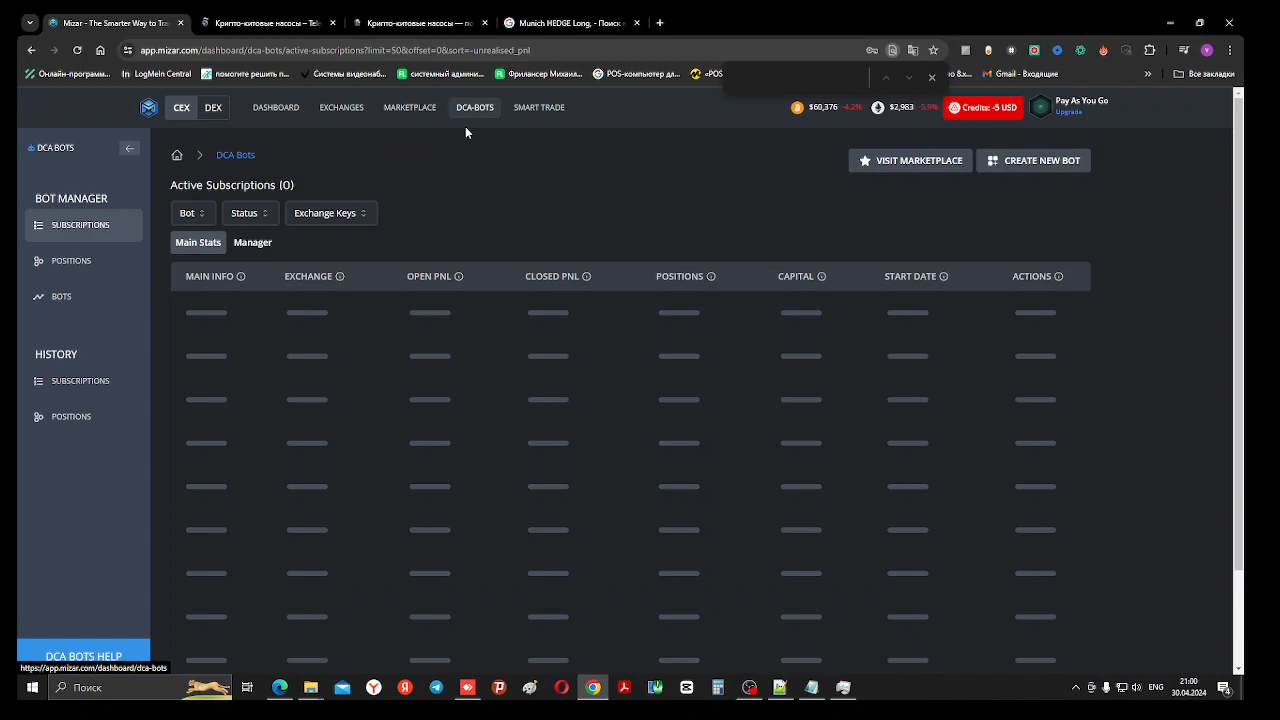 Mizar - The Smarter Way to Tra
Крипто-китовые насосы – Telec
Крипто-китовые насосы — по
Munich HEDGE Long, - Поиск в
app.mizar.com/dashboard/dca-bots/active-subscriptions?limit=50&offset=0&sort=-unrealised_pnl
Онлайн-програм...
LogMeIn Central
помогите решить п...
Системы видеонаб...
системный админи...
Фрилансер Михаил...
POS-компьютер дл...
«POS
Gmail - Входящие
Все закладки
CEX
DEX
DASHBOARD
EXCHANGES
MARKETPLACE
DCA-BOTS
SMART TRADE
$60,376 -4.2%
$2,983 -5.9%
Credits: -5 USD
Pay As You Go
Upgrade
DCA BOTS
DCA Bots
VISIT MARKETPLACE
CREATE NEW BOT
Active Subscriptions (0)
BOT MANAGER
SUBSCRIPTIONS
POSITIONS
BOTS
HISTORY
SUBSCRIPTIONS
POSITIONS
Bot
Status
Exchange Keys
Main Stats
Manager
MAIN INFO
EXCHANGE
OPEN PNL
CLOSED PNL
POSITIONS
CAPITAL
START DATE
ACTIONS
DCA BOTS HELP
https://app.mizar.com/dashboard/dca-bots
Поиск
ENG
21:00
30.04.2024